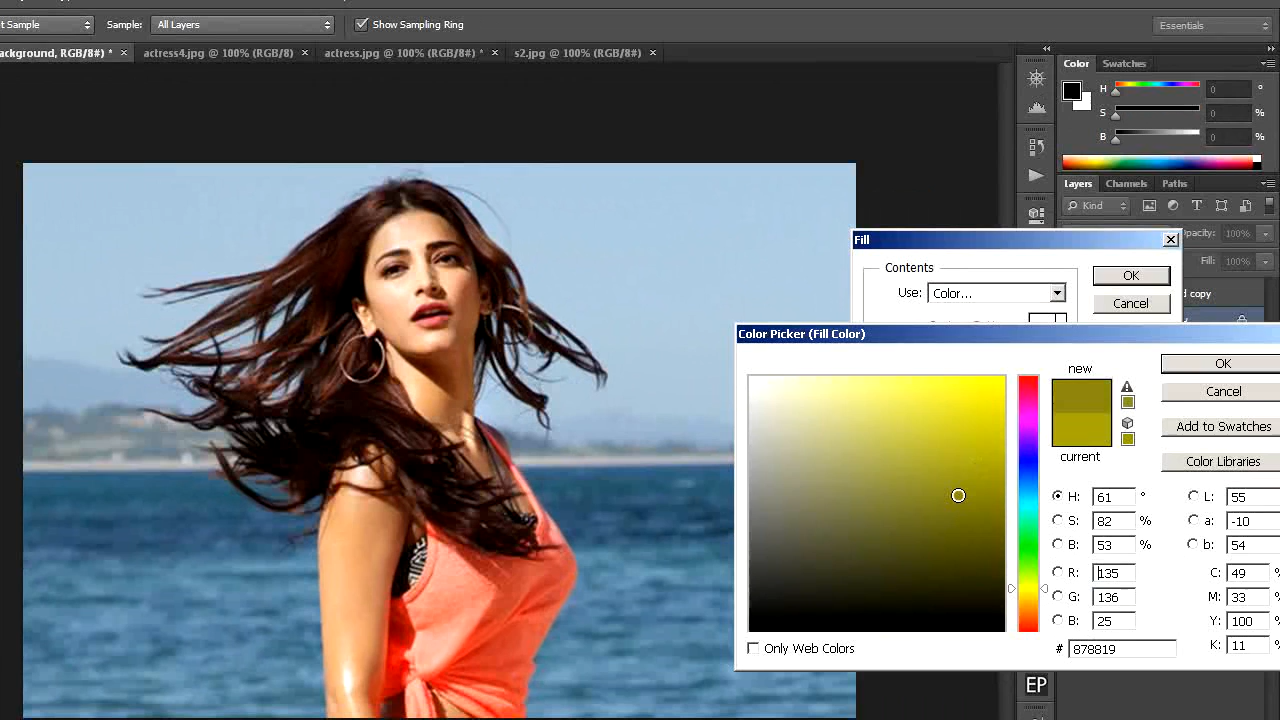 t Sample Sample: All Layers Show Sampling Ring Essentials
ackground, RGB/8#) * × actress4.jpg @ 100% (RGB/8) × actress.jpg @ 100% (RGB/8#) * × s2.jpg @ 100% (RGB/8#) ×
Color Swatches
H 0 °
S 0 %
B 0 %
Layers Channels Paths
Kind
Opacity: 100%
Fill: 100%
d copy
Fill
Contents
Use: Color...
OK
Cancel
Color Picker (Fill Color)
new
current
OK
Cancel
Add to Swatches
Color Libraries
H: 61 ° L: 55
S: 82 % a: -10
B: 53 % b: 54
R: 135 C: 49 %
G: 136 M: 33
B: 25 Y: 100 %
# 878819 K: 11
Only Web Colors
EP